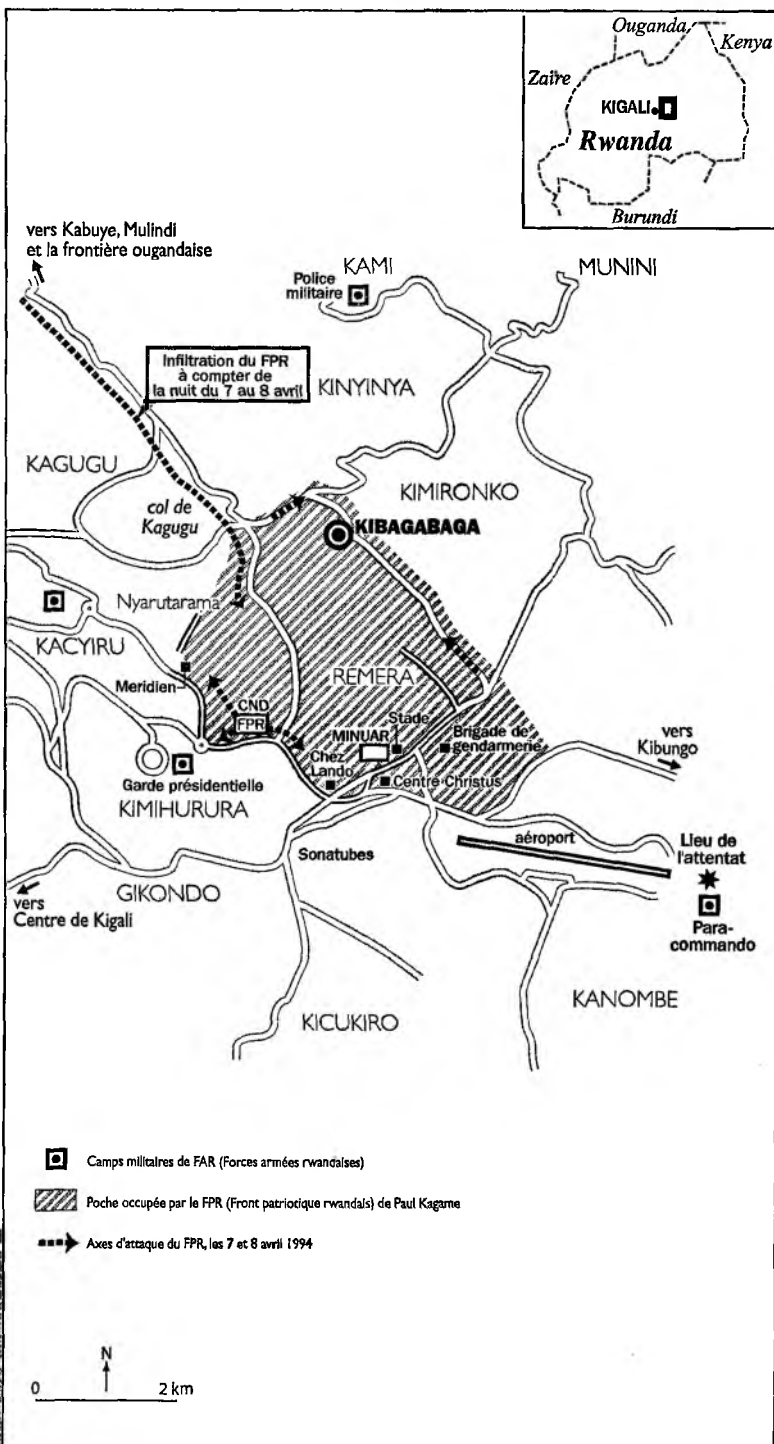 Ouganda
Kenya
Zaire
KIGALI
Rwanda
Burundi
vers Kabuye, Mulindi
et la frontière ougandaise
KAMI
MUNINI
Police
militaire
Infiltration du FPR
à compter de
la nuit du 7 au 8 avril
KINYINYA
KAGUGU
col de
Kagugu
KIMIRONKO
KIBAGABAGA
Nyarutarama
KACYIRU
REMERA
Meridien
CND
FPR
MINUAR
Stade
Brigade de
gendarmerie
vers
Kibungo
Chez
Lando
Centre Christus
Garde présidentielle
KIMIHURURA
aéroport
Lieu de
l'attentat
Sonatubes
GIKONDO
vers
Centre de Kigali
Para-
commando
KANOMBE
KICUKIRO
Camps militaires de FAR (Forces armées rwandaises)
Poche occupée par le FPR (Front patriotique rwandais) de Paul Kagame
Axes d'attaque du FPR, les 7 et 8 avril 1994
N
0 2 km